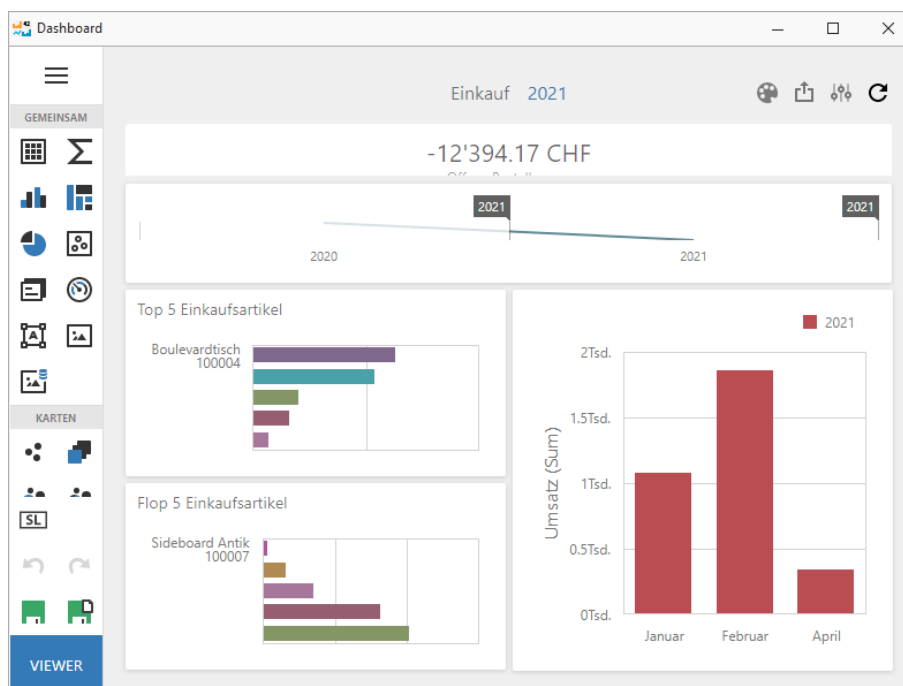 Dashboard
GEMEINSAM
KARTEN
SL
VIEWER
Einkauf 2021
-12'394.17 CHF
2021
2021
2020
2021
Top 5 Einkaufsartikel
Boulevardtisch
100004
Flop 5 Einkaufsartikel
Sideboard Antik
100007
2021
Umsatz (Sum)
2Tsd.
1.5Tsd.
1Tsd.
0.5Tsd.
0Tsd.
Januar
Februar
April